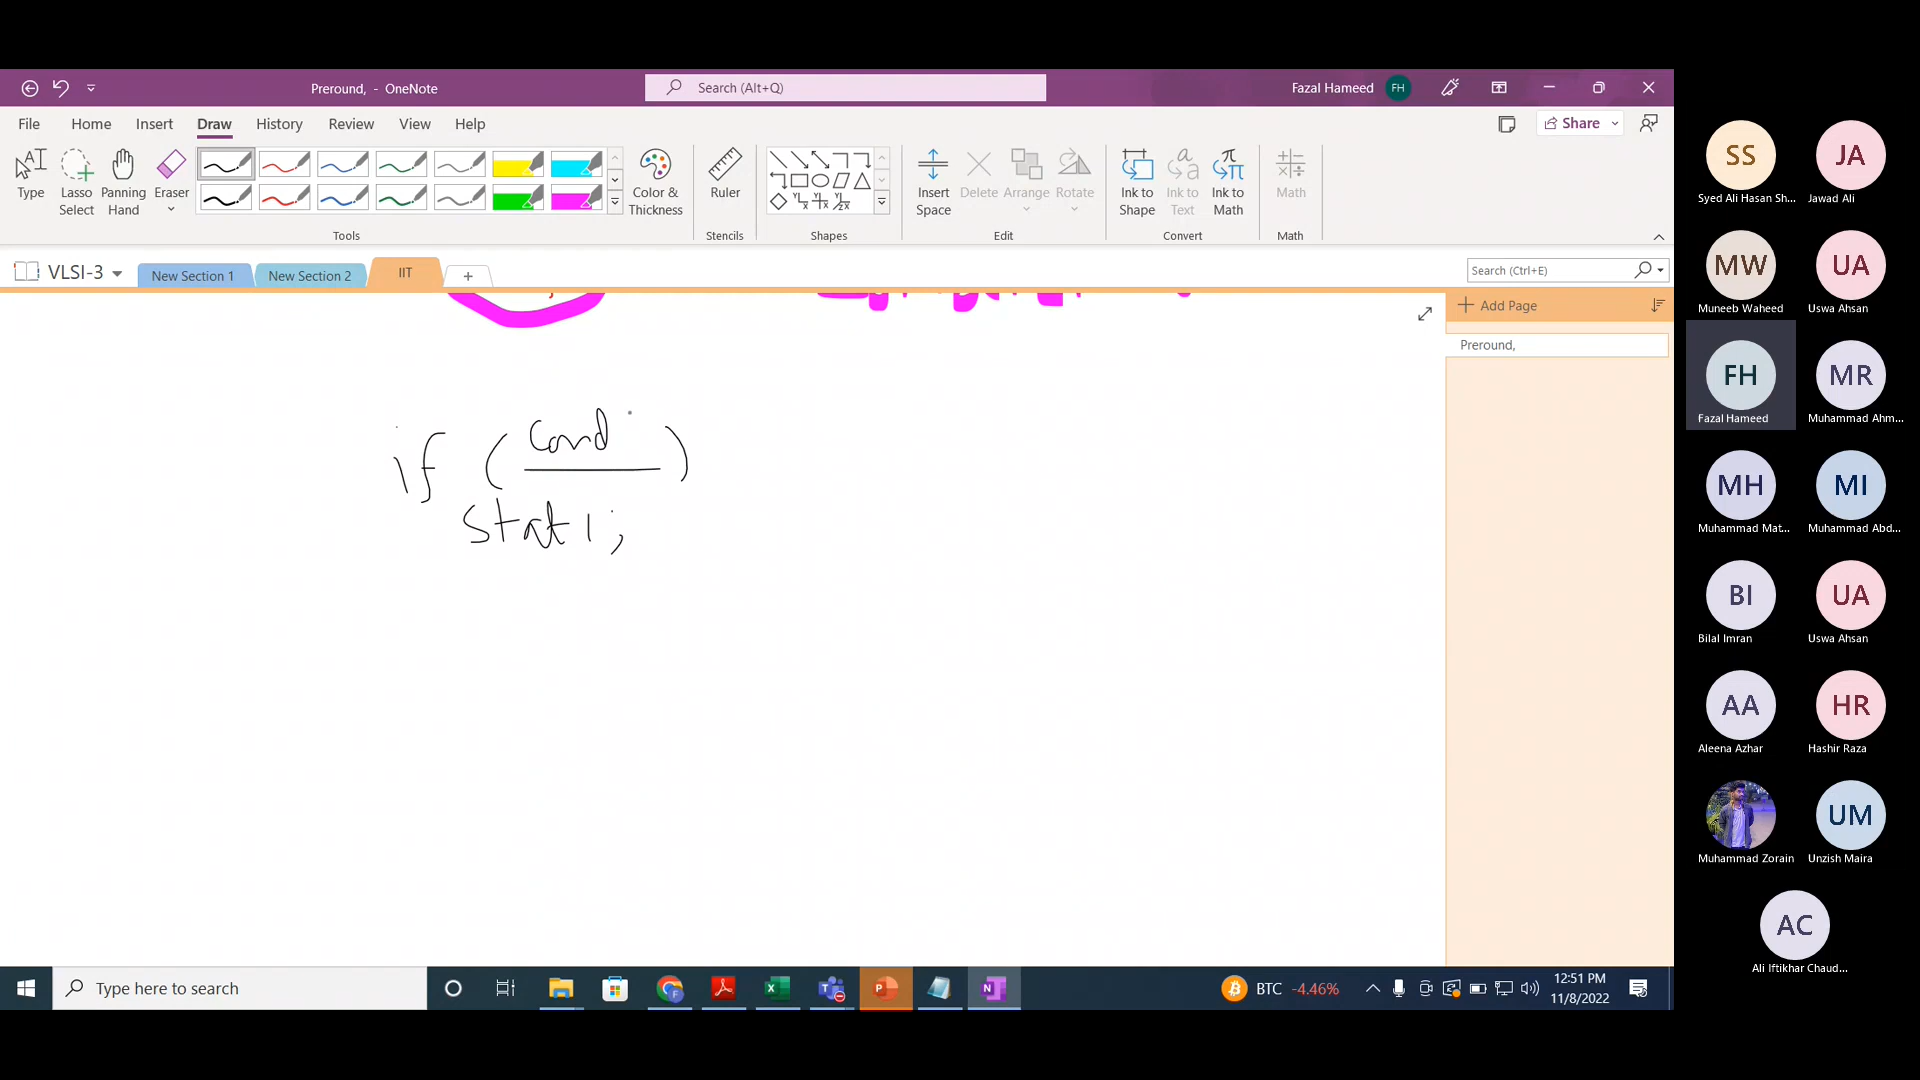 Preround, - OneNote
Search (Alt+Q)
Fazal Hameed FH
File Home Insert Draw History Review View Help
Share
Type
Lasso Select
Panning Hand
Eraser
Color & Thickness
Ruler
Insert Space
Delete
Arrange
Rotate
Ink to Shape
Ink to Text
Ink to Math
Math
Tools Stencils Shapes Edit Convert Math
VLSI-3 New Section 1 New Section 2 IIT +
Search (Ctrl+E)
Add Page
Preround,
if (Cond)
Stat 1;
SS
Syed Ali Hasan Sh...
JA
Jawad Ali
MW
Muneeb Waheed
UA
Uswa Ahsan
FH
Fazal Hameed
MR
Muhammad Ahm...
MH
Muhammad Mat...
MI
Muhammad Abd...
BI
Bilal Imran
UA
Uswa Ahsan
AA
Aleena Azhar
HR
Hashir Raza
Muhammad Zorain
UM
Unzish Maira
AC
Ali Iftikhar Chaud...
Type here to search
BTC -4.46%
12:51 PM
11/8/2022